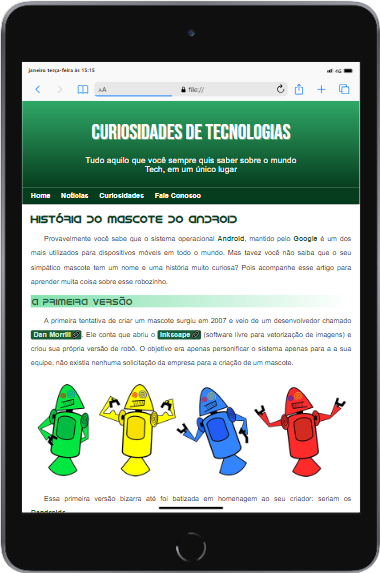 janeiro terça-feira às 15:15
4G
AA
file://
CURIOSIDADES DE TECNOLOGIAS
Tudo aquilo que você sempre quis saber sobre o mundo
Tech, em um único lugar
Home Notícias Curiosidades Fale Conosco
HISTÓRIA DO MASCOTE DO ANDROID
Provavelmente você sabe que o sistema operacional Android, mantido pelo Google é um dos
mais utilizados para dispositivos móveis em todo o mundo. Mas tavez você não saiba que o seu
simpático mascote tem um nome e uma história muito curiosa? Pois acompanhe esse artigo para
aprender muita coisa sobre esse robozinho.
A PRIMEIRA VERSÃO
A primeira tentativa de criar um mascote surgiu em 2007 e veio de um desenvolvedor chamado
Dan Morrill. Ele conta que abriu o Inkscape (software livre para vetorização de imagens) e
criou sua própria versão de robô. O objetivo era apenas personificar o sistema apenas para a a sua
equipe, não existia nenhuma solicitação da empresa para a criação de um mascote.
Essa primeira versão bizarra até foi batizada em homenagem ao seu criador: seriam os